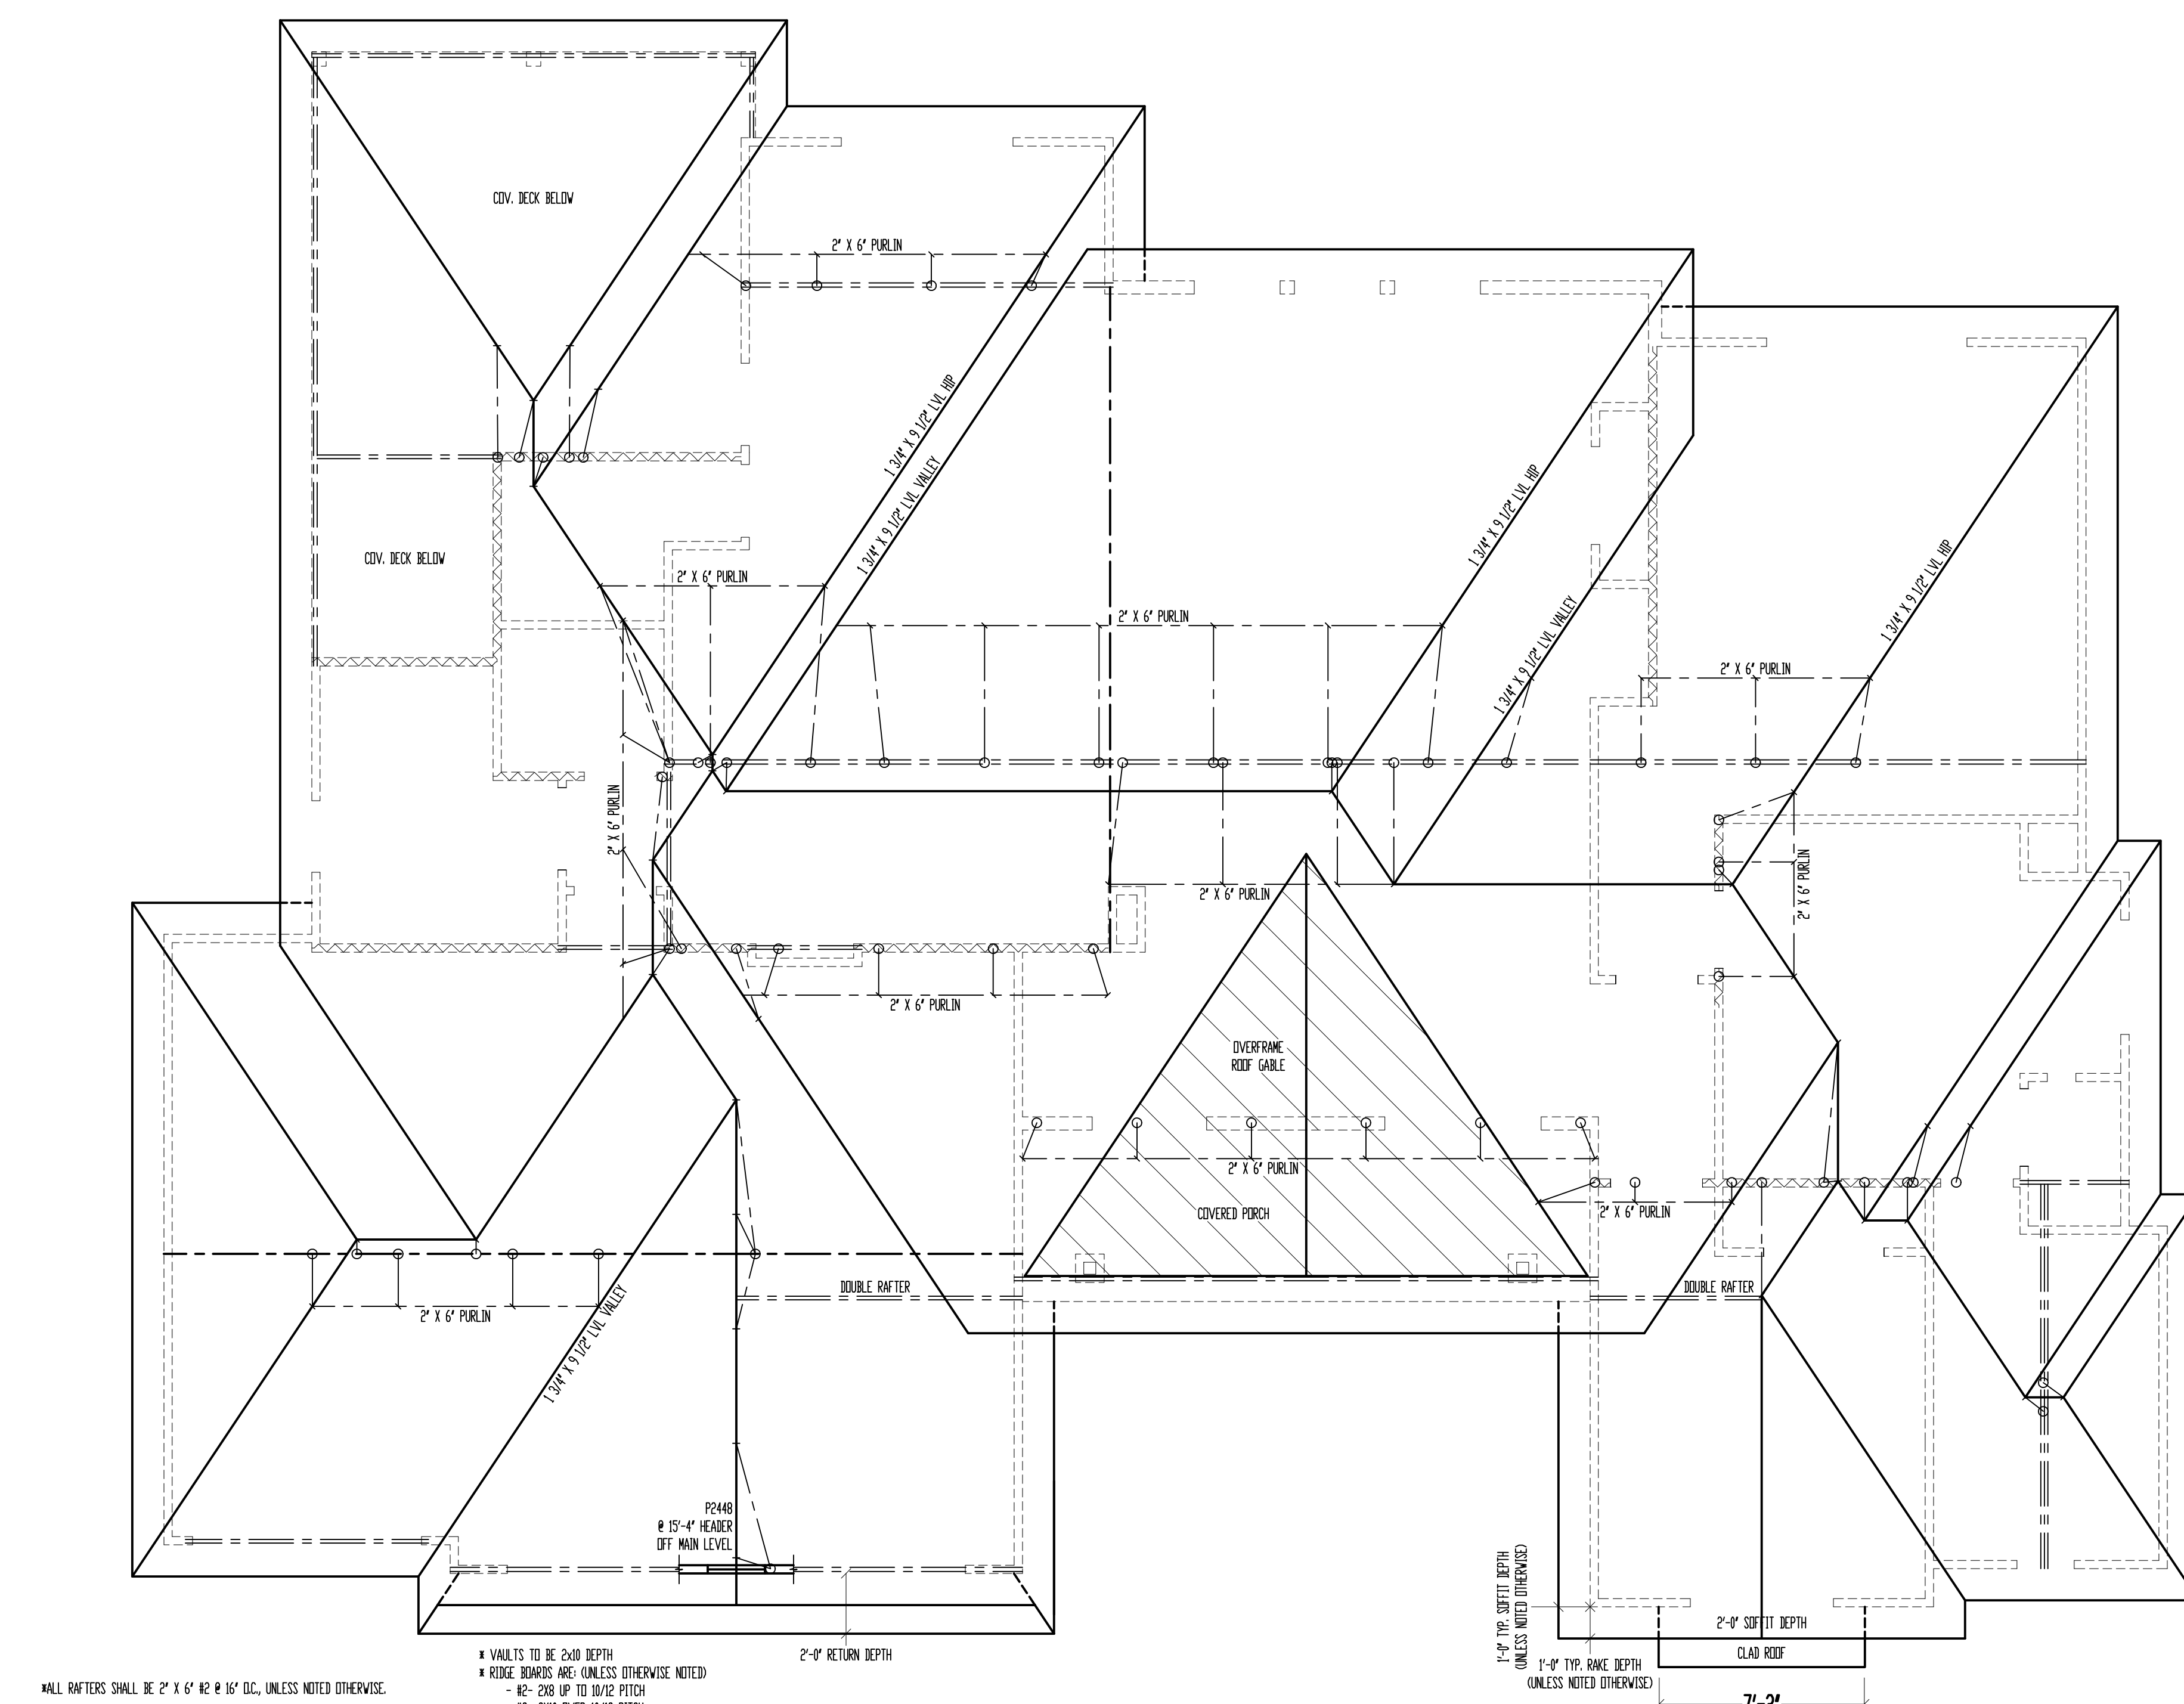 COV. DECK BELOW
2" X 6" PURLIN
1 3/4" X 9 1/2" LVL HIP
1 3/4" X 9 1/2" LVL VALLEY
1 3/4" X 9 1/2" LVL HIP
COV. DECK BELOW
2" X 6" PURLIN
2" X 6" PURLIN
1 3/4" X 9 1/2" LVL VALLEY
1 3/4" X 9 1/2" LVL HIP
2" X 6" PURLIN
2" X 6" PURLIN
2" X 6" PURLIN
2" X 6" PURLIN
2" X 6" PURLIN
OVERFRAME
ROOF GABLE
2" X 6" PURLIN
COVERED PORCH
2" X 6" PURLIN
DOUBLE RAFTER
DOUBLE RAFTER
2" X 6" PURLIN
1 3/4" X 9 1/2" LVL VALLEY
P2448
@ 15'-4" HEADER
OFF MAIN LEVEL
1'-0" TYP. SOFFIT DEPTH
(UNLESS NOTED OTHERWISE)
2'-0" SOFFIT DEPTH
CLAD ROOF
* VAULTS TO BE 2x10 DEPTH
* RIDGE BOARDS ARE: (UNLESS OTHERWISE NOTED)
- #2- 2X8 UP TO 10/12 PITCH
2'-0" RETURN DEPTH
1'-0" TYP. RAKE DEPTH
(UNLESS NOTED OTHERWISE)
*ALL RAFTERS SHALL BE 2" X 6" #2 @ 16" O.C., UNLESS NOTED OTHERWISE.
7'-3"